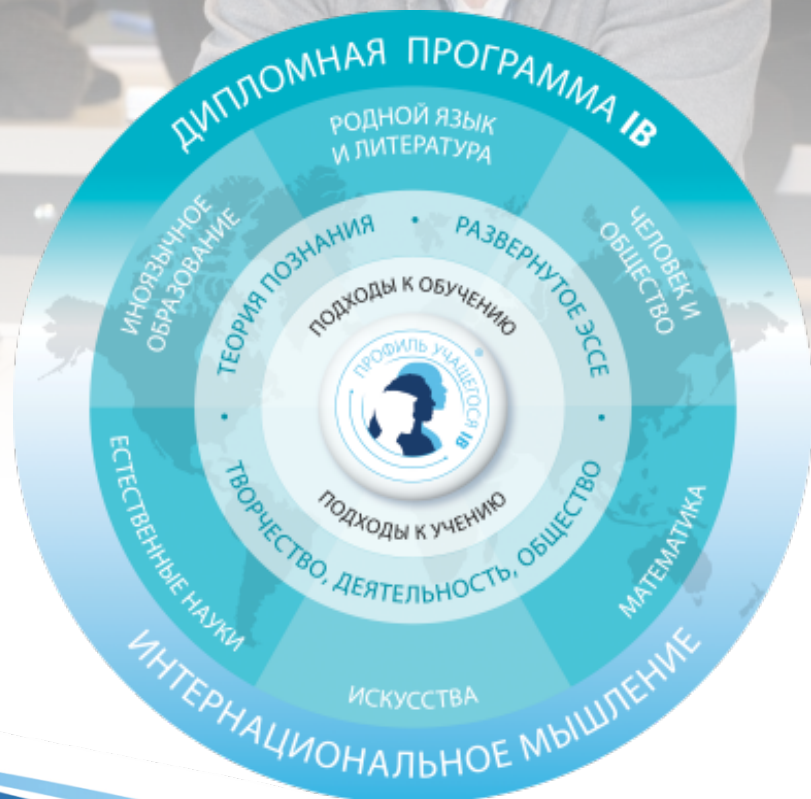 ДИПЛОМНАЯ ПРОГРАММА IB
РОДНОЙ ЯЗЫК
И ЛИТЕРАТУРА
ИНОЯЗЫЧНОЕ
ОБРАЗОВАНИЕ
ЧЕЛОВЕК И
ОБЩЕСТВО
ТЕОРИЯ ПОЗНАНИЯ • РАЗВЕРНУТОЕ ЭССЕ
ПОДХОДЫ К ОБУЧЕНИЮ
ПРОФИЛЬ УЧАЩЕГОСЯ IB ®
ПОДХОДЫ К УЧЕНИЮ
• ТВОРЧЕСТВО, ДЕЯТЕЛЬНОСТЬ, ОБЩЕСТВО •
ЕСТЕСТВЕННЫЕ НАУКИ
МАТЕМАТИКА
ИСКУССТВА
ИНТЕРНАЦИОНАЛЬНОЕ МЫШЛЕНИЕ